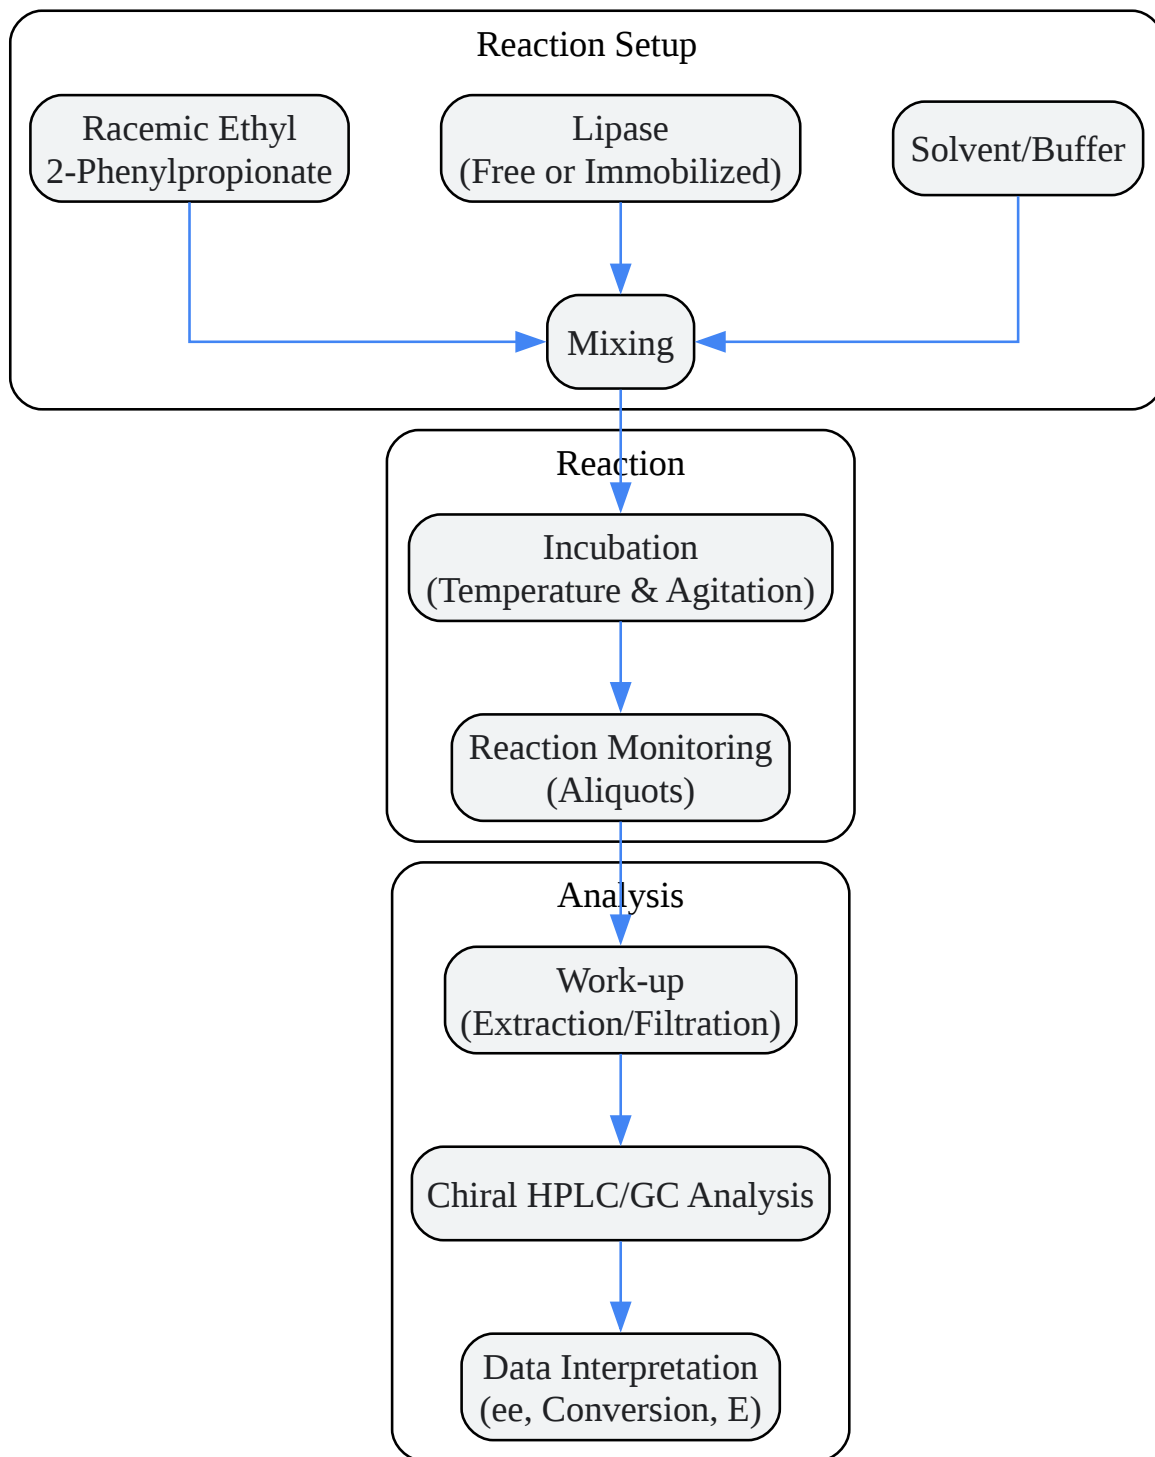 Reaction Setup
Racemic Ethyl
2-Phenylpropionate
Lipase
(Free or Immobilized)
Solvent/Buffer
Mixing
Reaction
Incubation
(Temperature & Agitation)
Reaction Monitoring
(Aliquots)
Analysis
Work-up
(Extraction/Filtration)
Chiral HPLC/GC Analysis
Data Interpretation
(ee, Conversion, E)